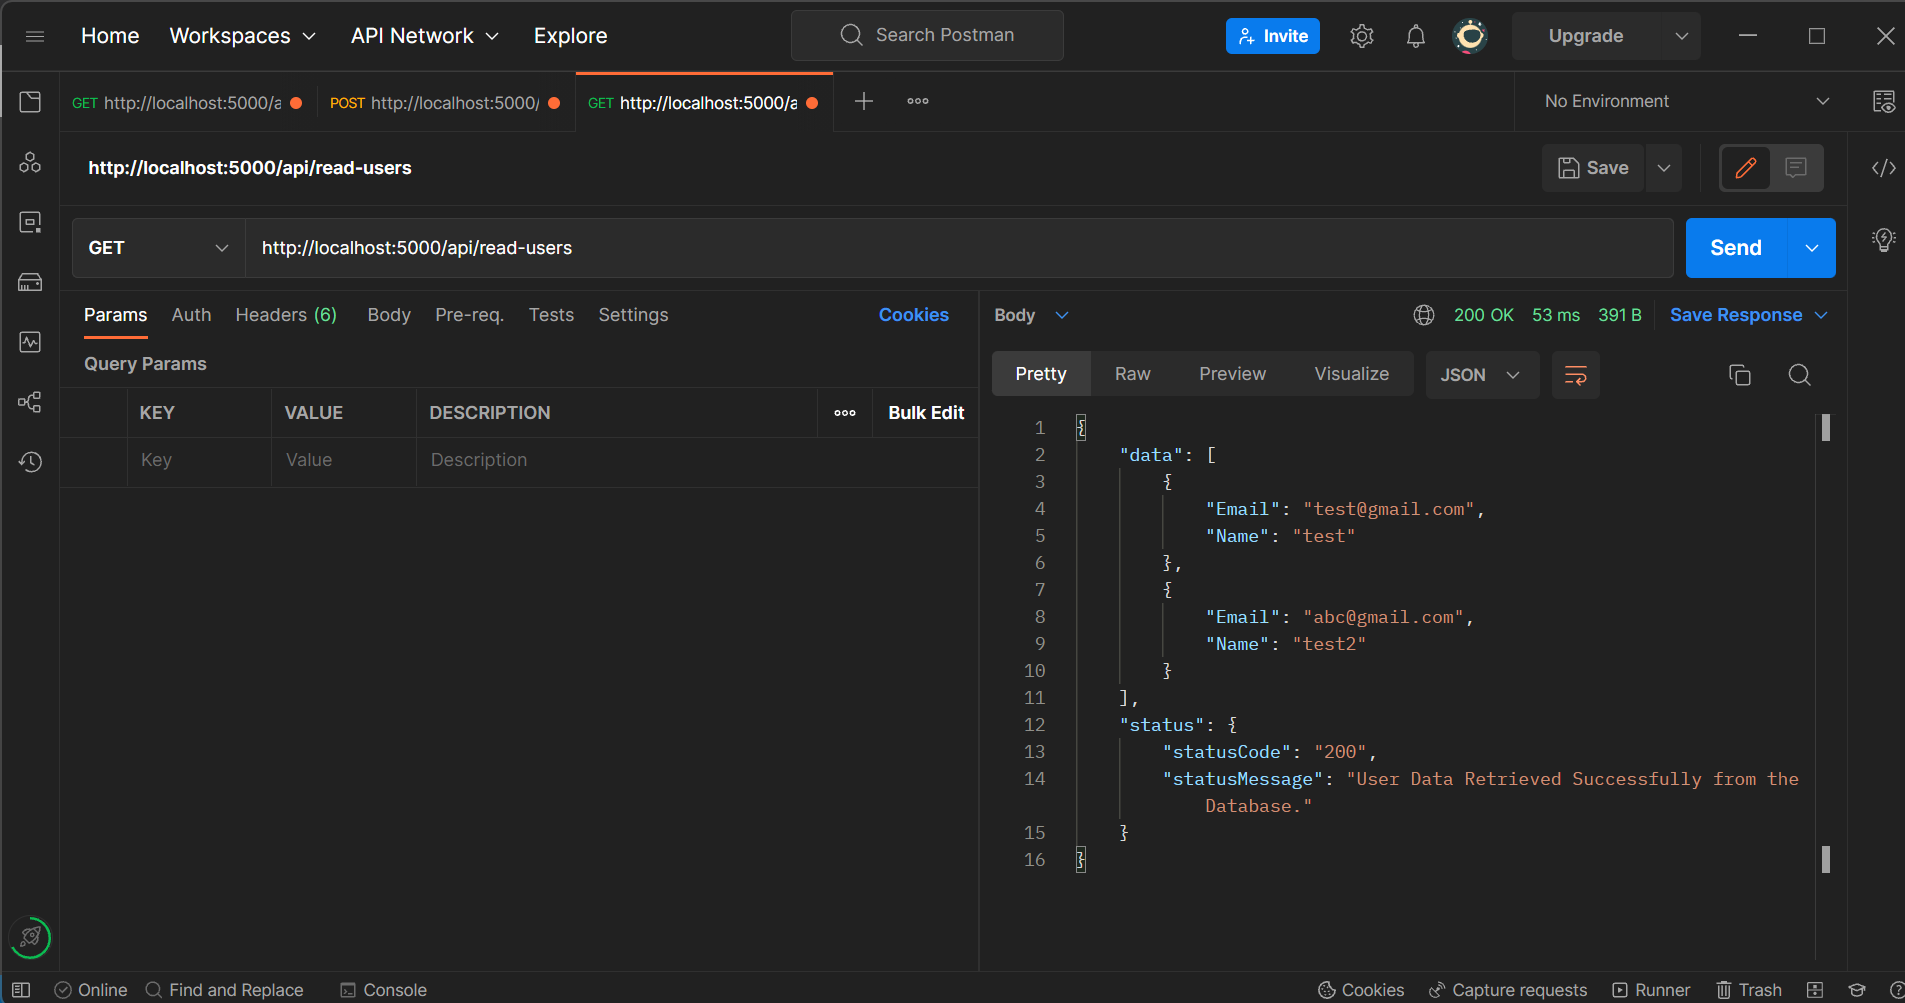 Home Workspaces API Network Explore Search Postman Invite Upgrade
GET http://localhost:5000/a POST http://localhost:5000/ GET http://localhost:5000/a No Environment
http://localhost:5000/api/read-users Save
GET http://localhost:5000/api/read-users Send
Params Auth Headers (6) Body Pre-req. Tests Settings Cookies
Query Params
KEY VALUE DESCRIPTION Bulk Edit
Key Value Description
Body 200 OK 53 ms 391 B Save Response
Pretty Raw Preview Visualize JSON
1 {
2 "data": [
3 {
4 "Email": "test@gmail.com",
5 "Name": "test"
6 },
7 {
8 "Email": "abc@gmail.com",
9 "Name": "test2"
10 }
11 ],
12 "status": {
13 "statusCode": "200",
14 "statusMessage": "User Data Retrieved Successfully from the
Database."
15 }
16 }
Online Find and Replace Console Cookies Capture requests Runner Trash